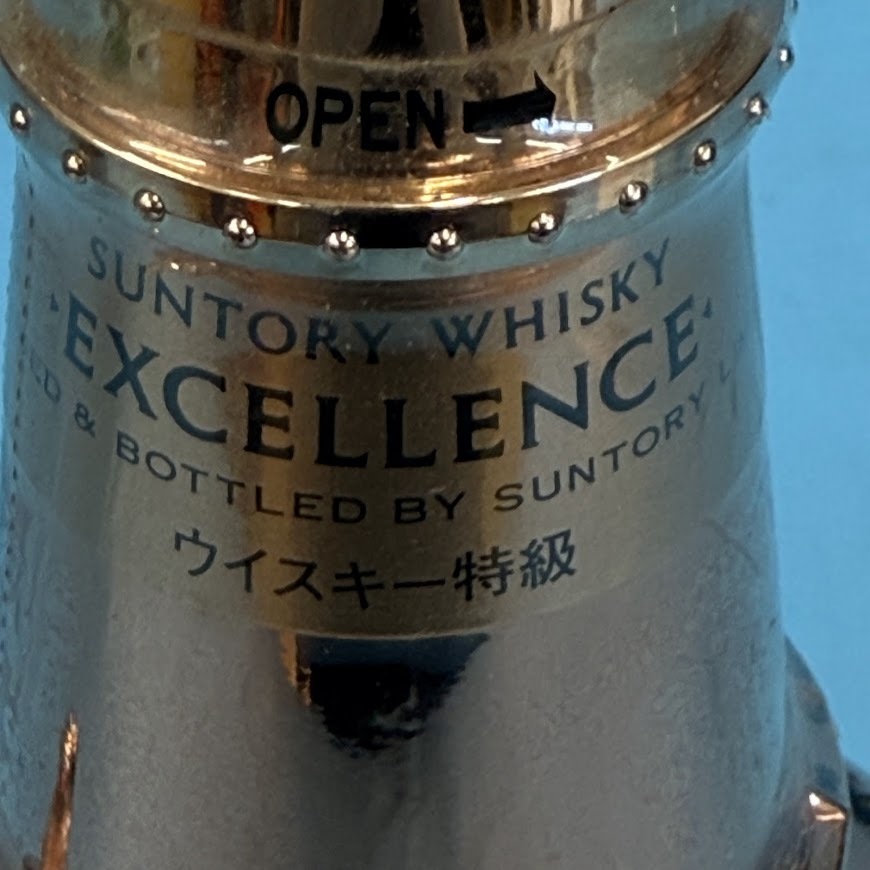 OPEN
SUNTORY WHISKY
EXCELLENCE
& BOTTLED BY SUNTORY
ウイスキー特級